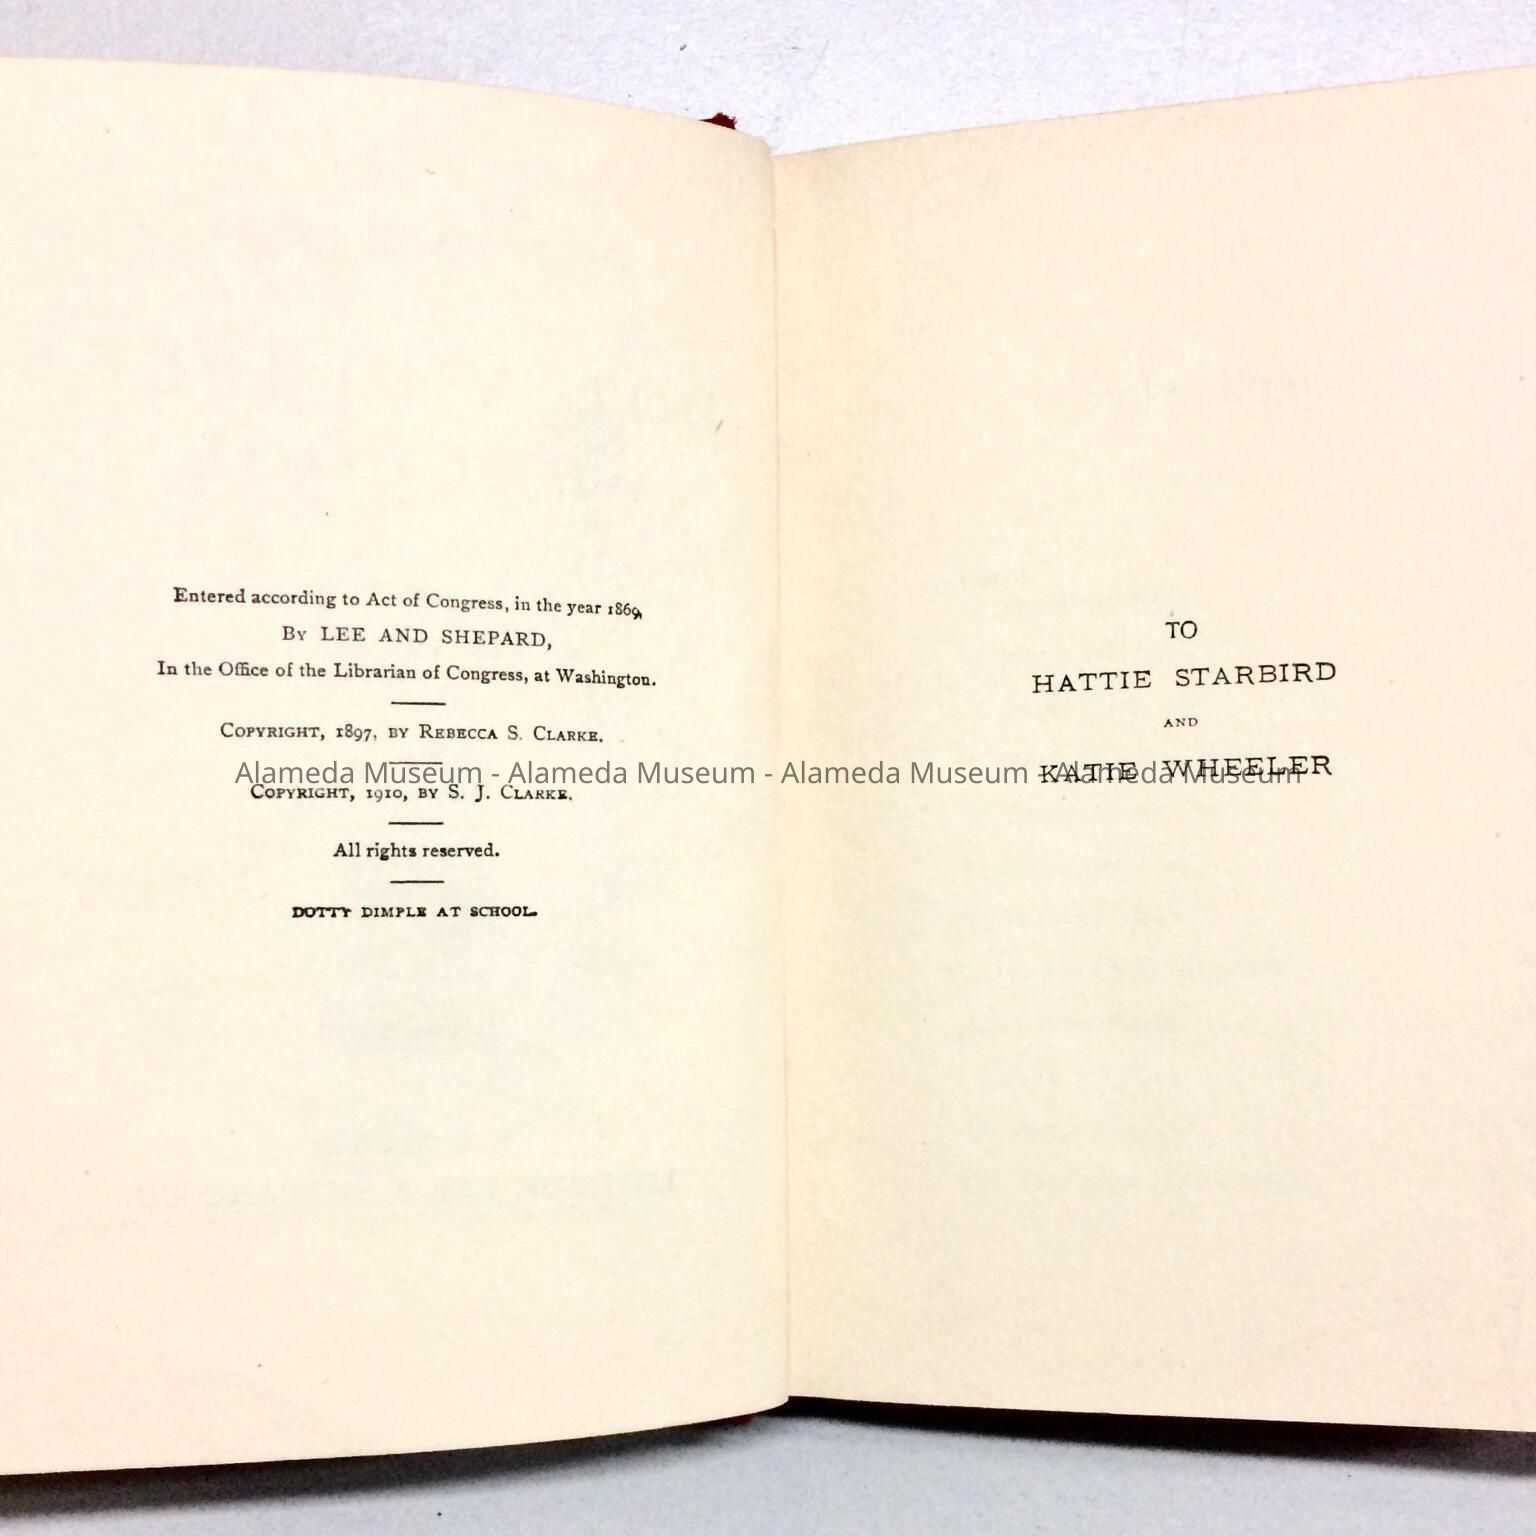 Entered according to Act of Congress, in the year 1869,
By LEE AND SHEPARD,
In the Office of the Librarian of Congress, at Washington.
Copyright, 1897, by Rebecca S. Clarke.
Copyright, 1910, by S. J. Clarke.
All rights reserved.
DOTTY DIMPLE AT SCHOOL.
TO
HATTIE STARBIRD
AND
KATIE WHEELER
Alameda Museum - Alameda Museum - Alameda Museum - Alameda Museum